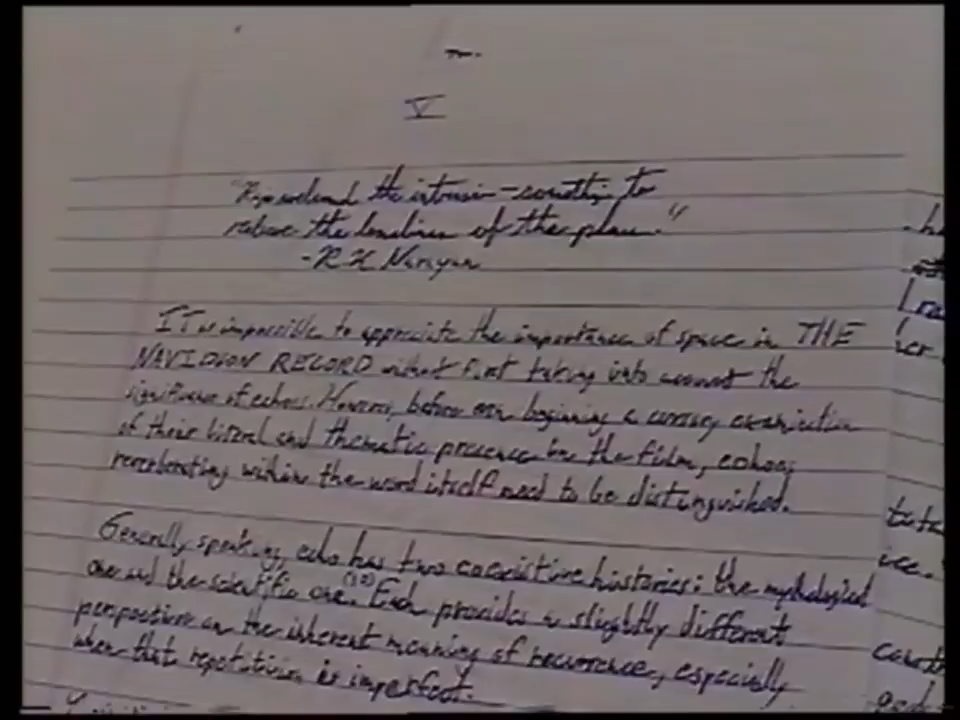 V
the intrusion – something to
relieve the loneliness of the place."
- R K Narayan
IT is impossible to appreciate the importance of space in THE
NAVIDSON RECORD without first taking into account the
significance of echoes. However, before even beginning a cursory examination
of their literal and thematic presence in the film, echoes
reverberating within the word itself need to be distinguished.
Generally speaking, echo has two coexisting histories: the mythological
one and the scientific one. (50) Each provides a slightly different
perspective on the inherent meaning of recurrence, especially
when that repetition is imperfect.
her
ice.